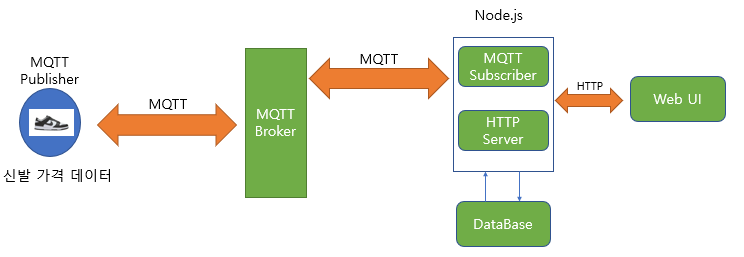 Node.js
MQTT
Publisher
MQTT
신발 가격 데이터
MQTT
Broker
MQTT
MQTT
Subscriber
HTTP
Server
HTTP
Web UI
DataBase